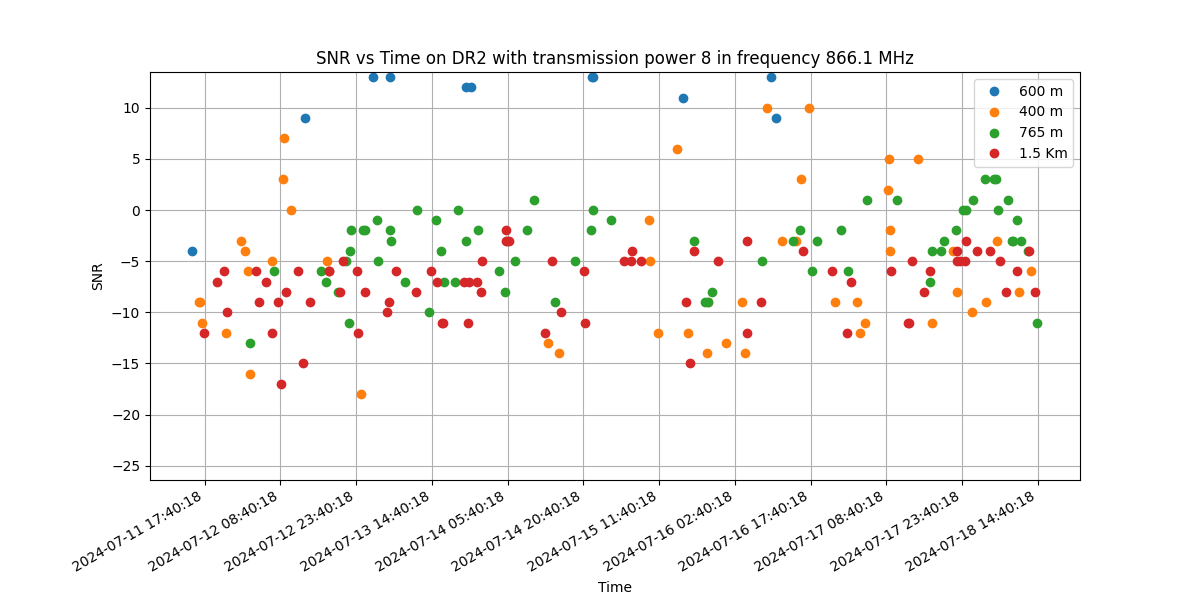 SNR vs Time on DR2 with transmission power 8 in frequency 866.1 MHz
600 m
400 m
765 m
1.5 Km
10
5
0
−5
−10
−15
−20
−25
SNR
2024-07-11 17:40:18
2024-07-12 08:40:18
2024-07-12 23:40:18
2024-07-13 14:40:18
2024-07-14 05:40:18
2024-07-14 20:40:18
2024-07-15 11:40:18
2024-07-16 02:40:18
2024-07-16 17:40:18
2024-07-17 08:40:18
2024-07-17 23:40:18
2024-07-18 14:40:18
Time